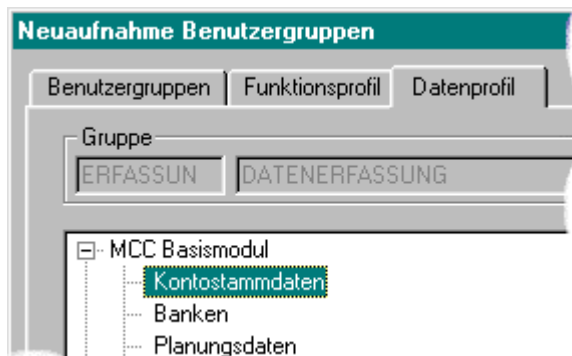 Neuaufnahme Benutzergruppen
Benutzergruppen Funktionsprofil Datenprofil
Gruppe
ERFASSUN DATENERFASSUNG
MCC Basismodul
Kontostammdaten
Banken
Planungsdaten